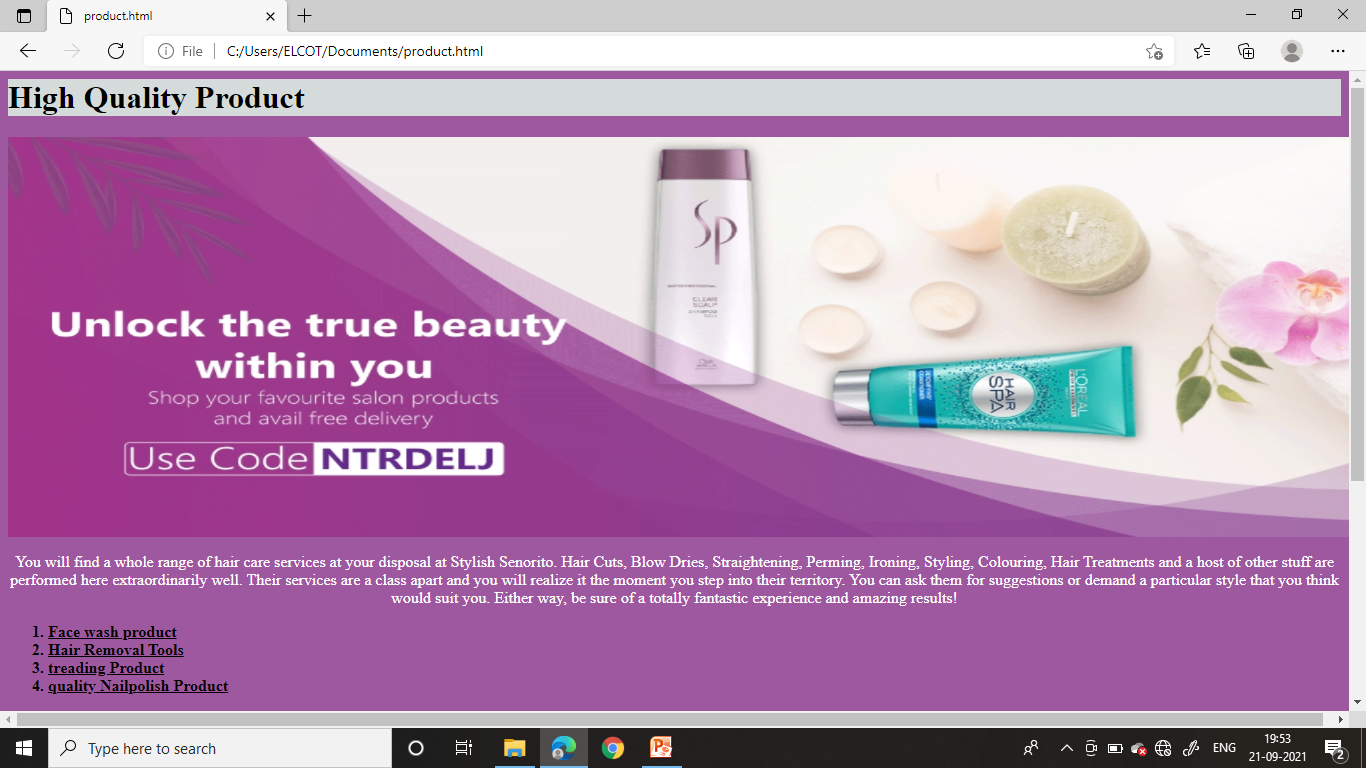 product.html
File
C:/Users/ELCOT/Documents/product.html
High Quality Product
SP
CLEAR
SCALP
SHAMPOO
L'ORÉAL
HAIR
SPA
Unlock the true beauty
within you
Shop your favourite salon products
and avail free delivery
Use Code NTRDELJ
You will find a whole range of hair care services at your disposal at Stylish Senorito. Hair Cuts, Blow Dries, Straightening, Perming, Ironing, Styling, Colouring, Hair Treatments and a host of other stuff are
performed here extraordinarily well. Their services are a class apart and you will realize it the moment you step into their territory. You can ask them for suggestions or demand a particular style that you think
would suit you. Either way, be sure of a totally fantastic experience and amazing results!
1. Face wash product
2. Hair Removal Tools
3. treading Product
4. quality Nailpolish Product
Type here to search
ENG
19:53
21-09-2021
2